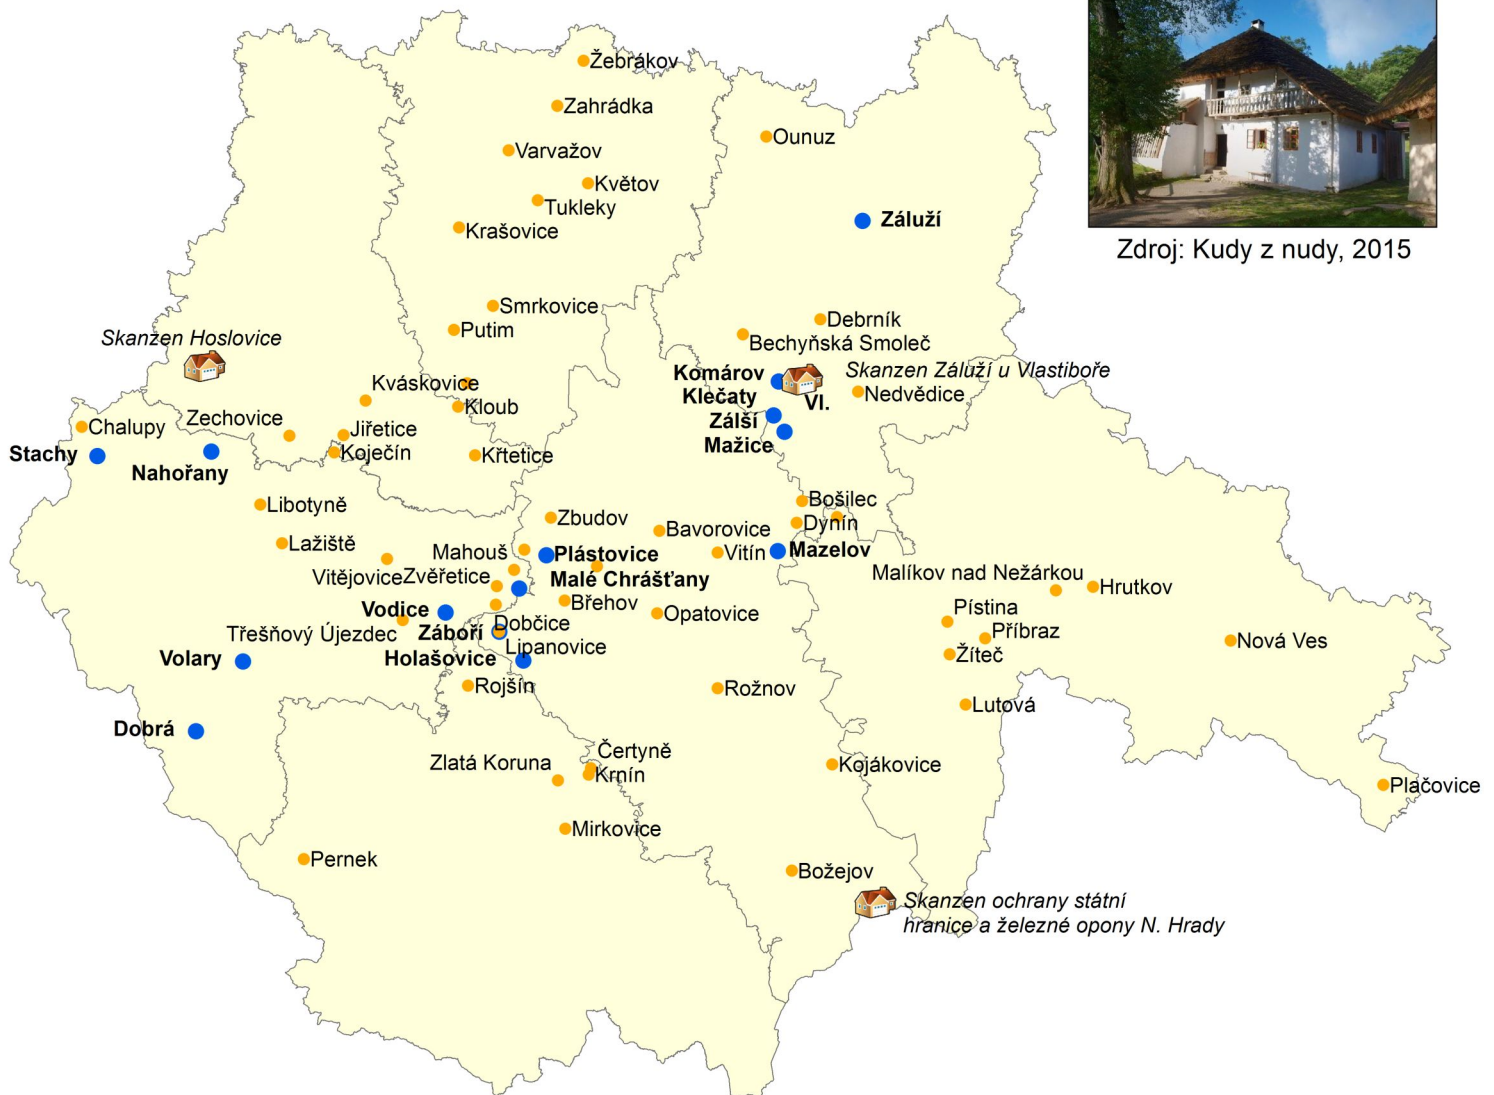 Žebrákov
Zahrádka
Ounuz
Varvažov
Květov
Tukleky
Záluží
Krašovice
Zdroj: Kudy z nudy, 2015
Smrkovice
Debrník
Putim
Skanzen Hoslovice
Bechyňská Smoleč
Skanzen Záluží u Vlastiboře
Komárov
Kváskovice
Klečaty
Vl.
Nedvědice
Kloub
Zechovice
Zálší
Chalupy
Jiřetice
Mažice
Stachy
Koječín
Křtetice
Nahořany
Libotyně
Bošilec
Zbudov
Dynín
Bavorovice
Lažiště
Mahouš
Plástovice
Vitín
Mazelov
Vitějovice
Zvěřetice
Malé Chrášťany
Malíkov nad Nežárkou
Hrutkov
Břehov
Vodice
Opatovice
Pístina
Dobčice
Třešňový Újezdec
Záboří
Příbraz
Lipanovice
Nová Ves
Volary
Holašovice
Žíteč
Rojšín
Rožnov
Lutová
Dobrá
Čertyně
Zlatá Koruna
Krnín
Kojákovice
Plačovice
Mirkovice
Pernek
Božejov
Skanzen ochrany státní
hranice a železné opony N. Hrady